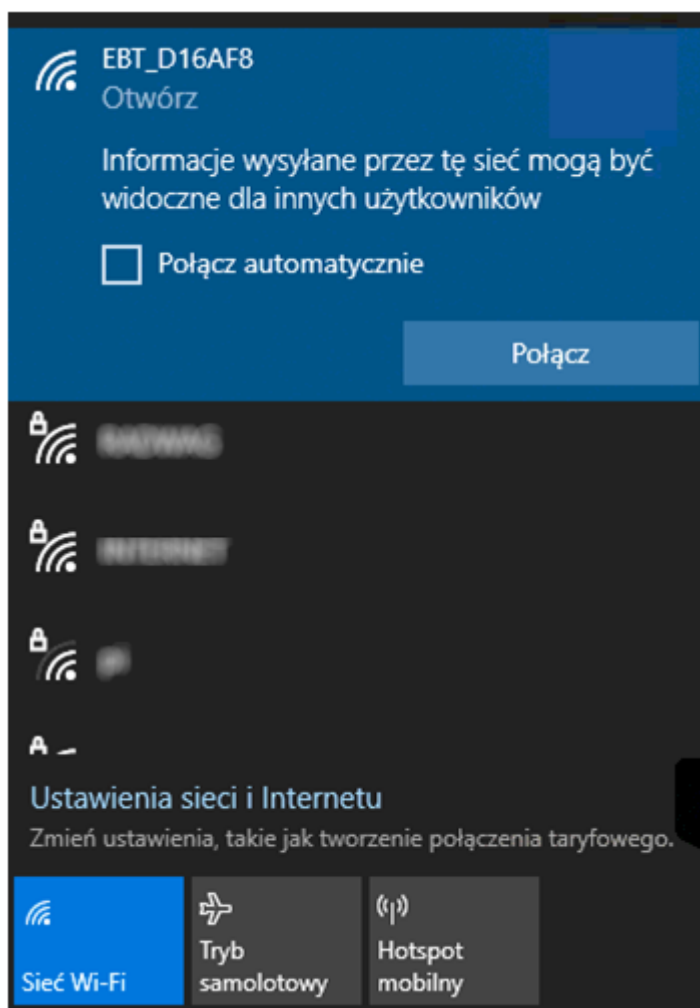 EBT_D16AF8
Otwórz
Informacje wysyłane przez tę sieć mogą być
widoczne dla innych użytkowników
Połącz automatycznie
Połącz
Ustawienia sieci i Internetu
Zmień ustawienia, takie jak tworzenie połączenia taryfowego.
Sieć Wi-Fi
Tryb
samolotowy
Hotspot
mobilny